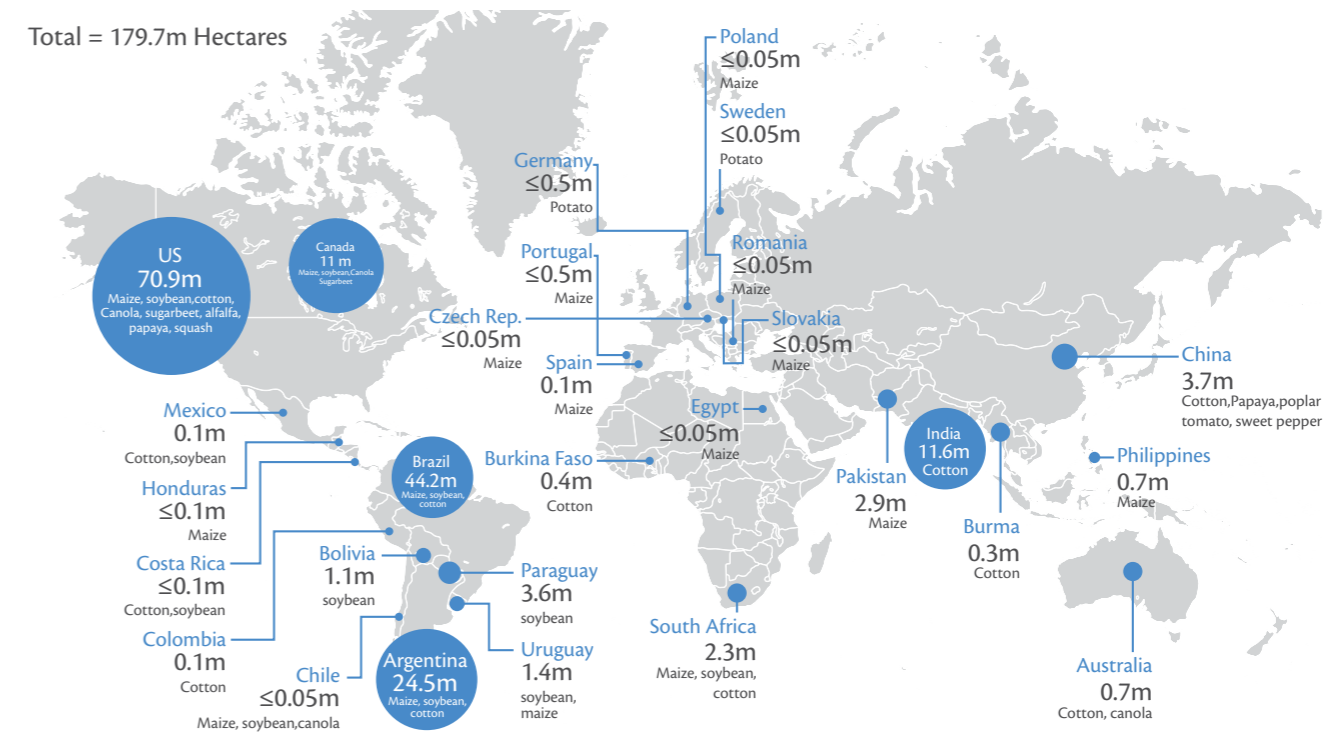 Total = 179.7m Hectares
Poland
≤0.05m
Maize
Sweden
≤0.05m
Potato
Germany
≤0.5m
Potato
Portugal
≤0.5m
Maize
Romania
≤0.05m
Maize
Czech Rep.
≤0.05m
Maize
Slovakia
≤0.05m
Maize
Spain
0.1m
Maize
US
70.9m
Maize, soybean,cotton,
Canola, sugarbeet, alfalfa,
papaya, squash
Canada
11 m
Maize, soybean,Canola
Sugarbeet
China
3.7m
Cotton,Papaya,poplar
tomato, sweet pepper
Mexico
0.1m
Cotton,soybean
Honduras
≤0.1m
Maize
Costa Rica
≤0.1m
Cotton,soybean
Colombia
0.1m
Cotton
Brazil
44.2m
Maize, soybean,
cotton
Burkina Faso
0.4m
Cotton
Egypt
≤0.05m
Maize
Pakistan
2.9m
Maize
India
11.6m
Cotton
Burma
0.3m
Cotton
Philippines
0.7m
Maize
Bolivia
1.1m
soybean
Paraguay
3.6m
soybean
Uruguay
1.4m
soybean,
maize
Chile
≤0.05m
Maize, soybean,canola
Argentina
24.5m
Maize, soybean,
cotton
South Africa
2.3m
Maize, soybean,
cotton
Australia
0.7m
Cotton, canola